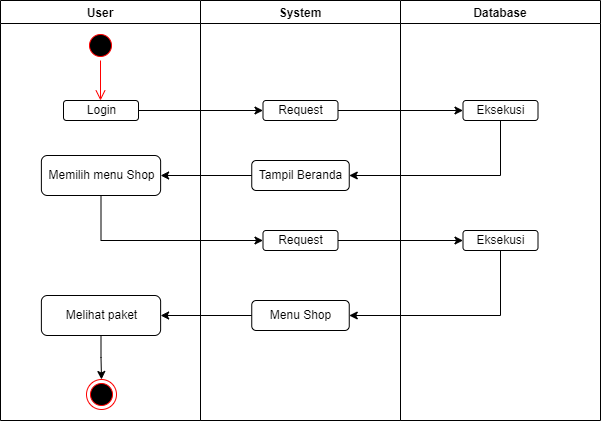 User
System
Database
Login
Request
Eksekusi
Memilih menu Shop
Tampil Beranda
Request
Eksekusi
Melihat paket
Menu Shop